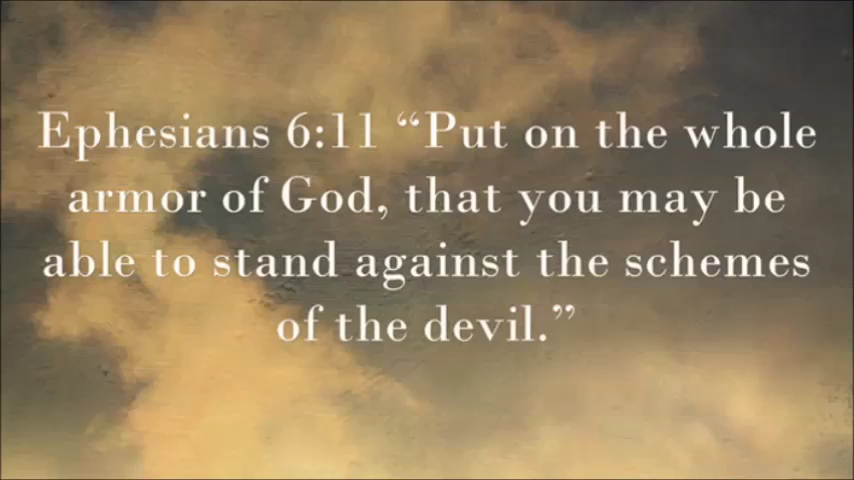 Ephesians 6:11 “Put on the whole
armor of God, that you may be
able to stand against the schemes
of the devil.”